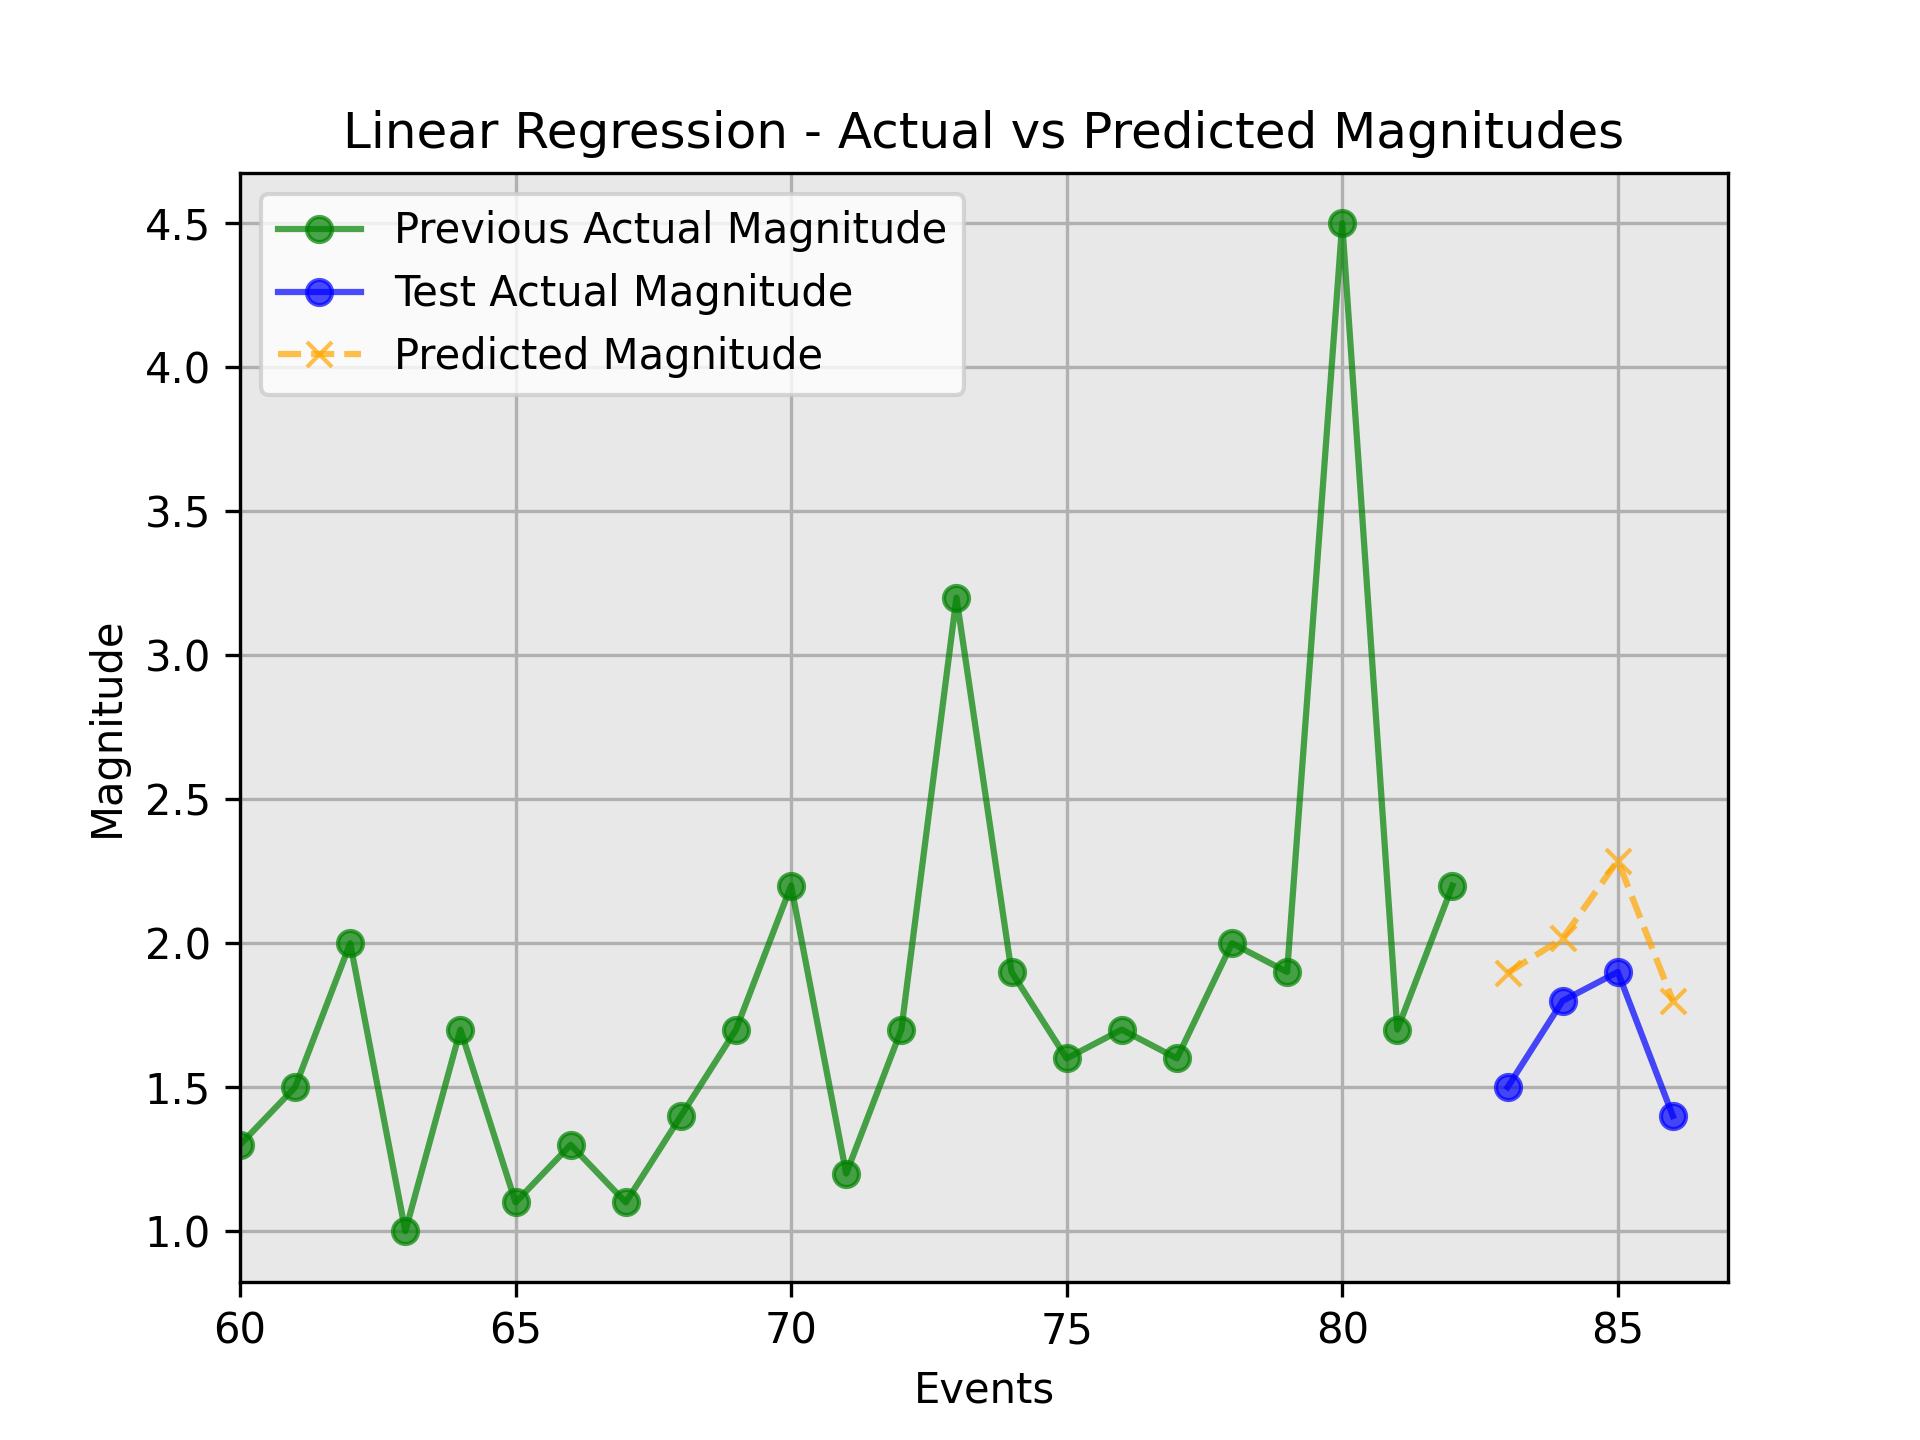 Linear Regression - Actual vs Predicted Magnitudes
Previous Actual Magnitude
Test Actual Magnitude
Predicted Magnitude
4.5
4.0
3.5
3.0
2.5
2.0
1.5
1.0
Magnitude
60 65 70 75 80 85
Events